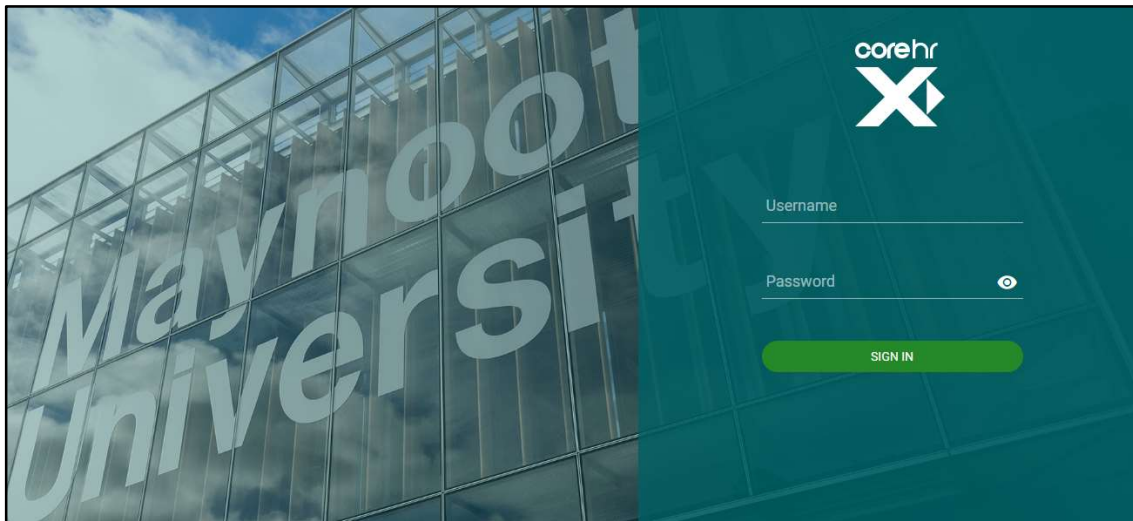 Maynooth
University
corehr
X
Username
Password
SIGN IN